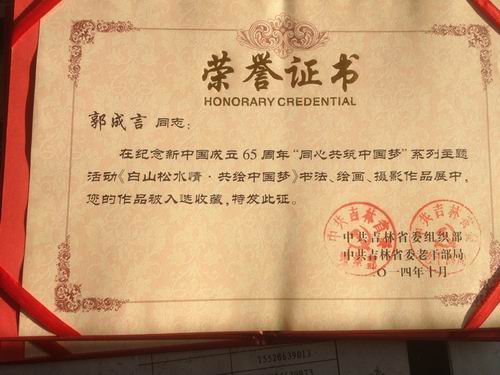 荣誉证书
HONORARY CREDENTIAL
郭成言 同志：
在纪念新中国成立65周年“同心共筑中国梦”系列主题
活动《白山松水情·共绘中国梦》书法、绘画、摄影作品展中，
您的作品被入选收藏，特发此证。
中共吉林省委组织部
中共吉林省委老干部局
二〇一四年十月
15526639013